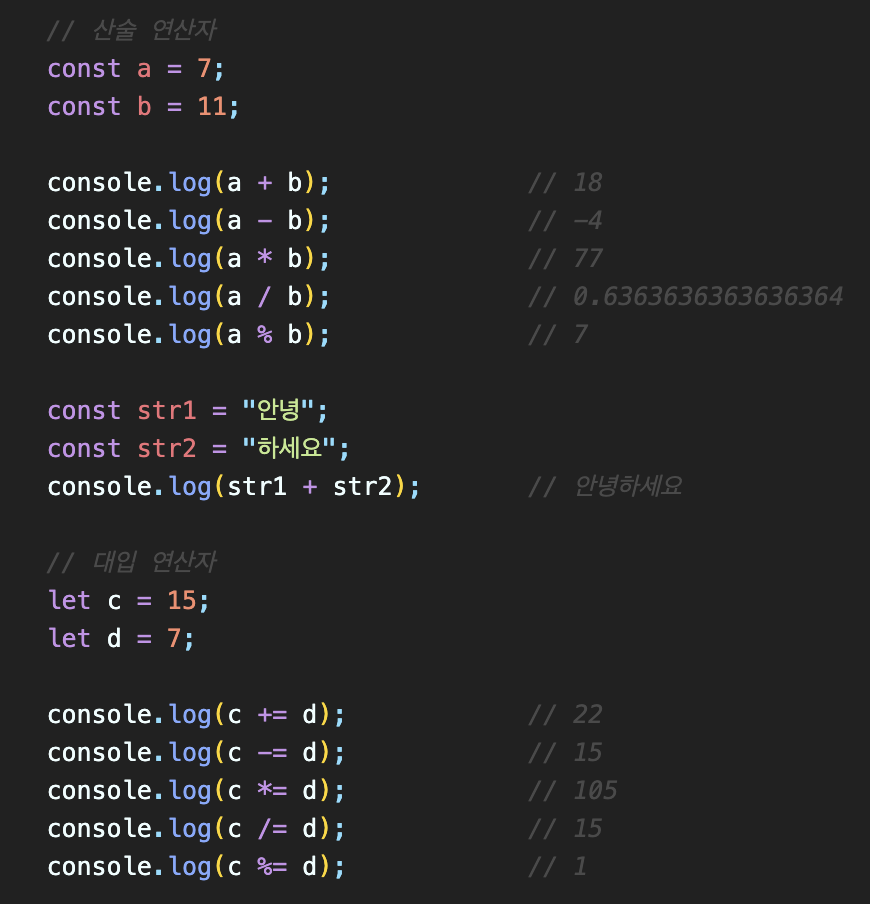 // 산술 연산자
const a = 7;
const b = 11;
console.log(a + b); // 18
console.log(a - b); // -4
console.log(a * b); // 77
console.log(a / b); // 0.6363636363636364
console.log(a % b); // 7
const str1 = "안녕";
const str2 = "하세요";
console.log(str1 + str2); // 안녕하세요
// 대입 연산자
let c = 15;
let d = 7;
console.log(c += d); // 22
console.log(c -= d); // 15
console.log(c *= d); // 105
console.log(c /= d); // 15
console.log(c %= d); // 1